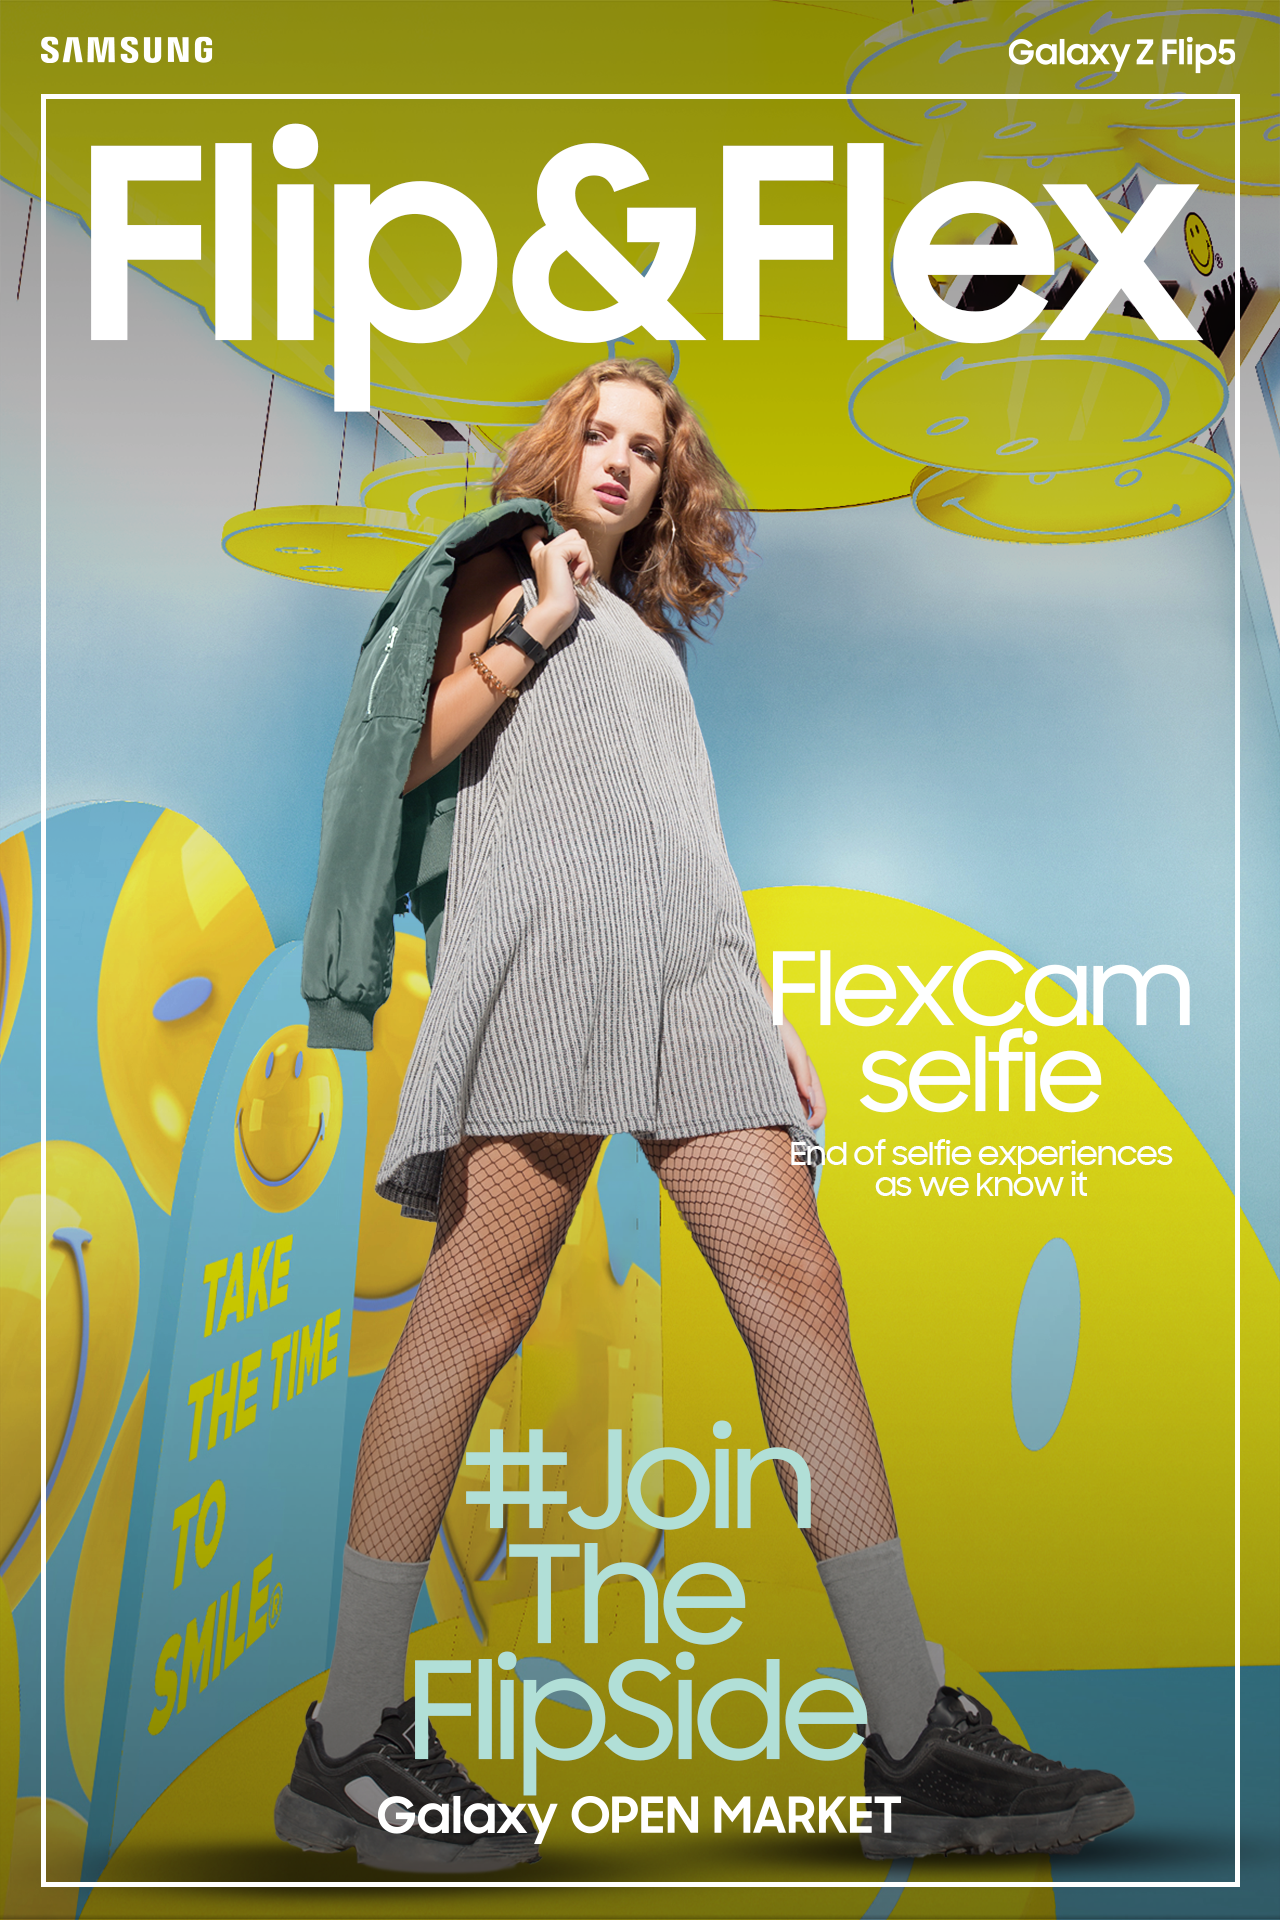 SAMSUNG
Galaxy Z Flip5
Flip&Flex
FlexCam
selfie
End of selfie experiences
as we know it
TAKE
THE TIME
TO
SMILE®
#Join
The
FlipSide
Galaxy OPEN MARKET